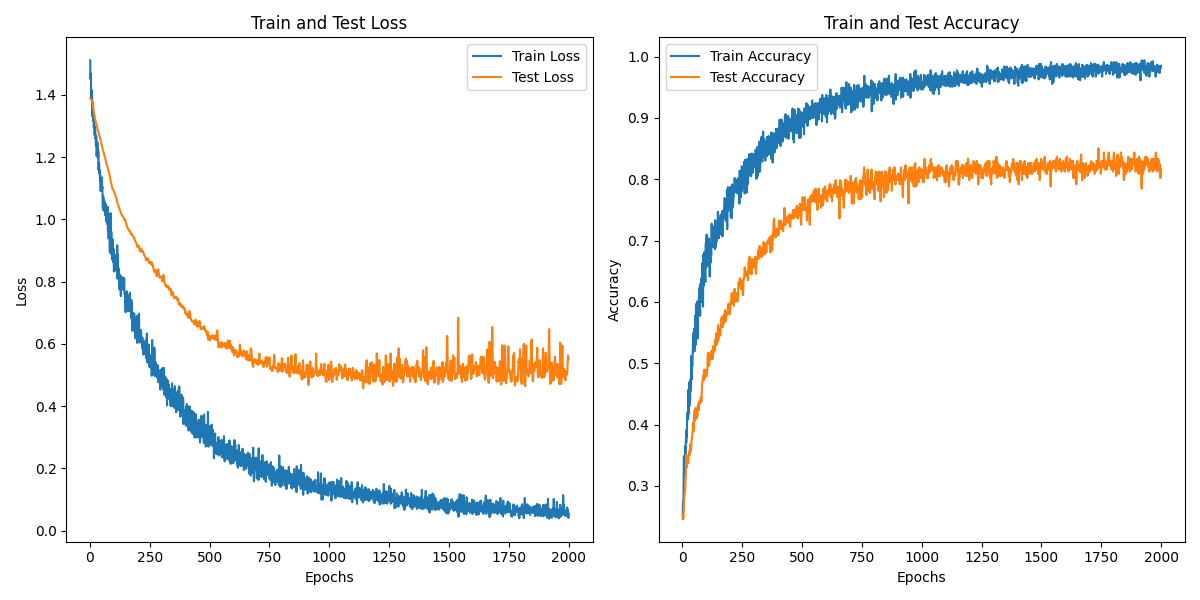 Train and Test Loss
Train Loss
Test Loss
1.4
1.2
1.0
0.8
0.6
0.4
0.2
0.0
Loss
0 250 500 750 1000 1250 1500 1750 2000
Epochs
Train and Test Accuracy
Train Accuracy
Test Accuracy
1.0
0.9
0.8
0.7
0.6
0.5
0.4
0.3
Accuracy
0 250 500 750 1000 1250 1500 1750 2000
Epochs